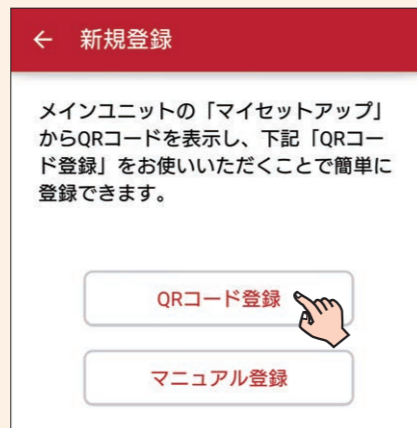 ← 新規登録
メインユニットの「マイセットアップ」
からQRコードを表示し、下記「QRコー
ド登録」をお使いいただくことで簡単に
登録できます。
QRコード登録
マニュアル登録